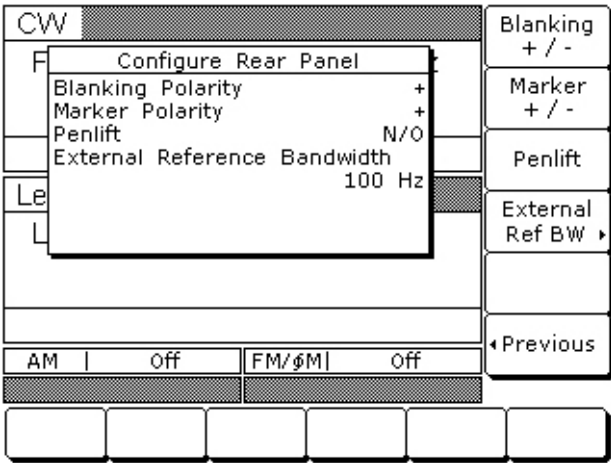 CW
F
z
Configure Rear Panel
Blanking Polarity +
Marker Polarity +
Penlift N/O
External Reference Bandwidth
100 Hz
Le
L
AM | Off
FM/ϕM| Off
Blanking
+ / -
Marker
+ / -
Penlift
External
Ref BW
Previous